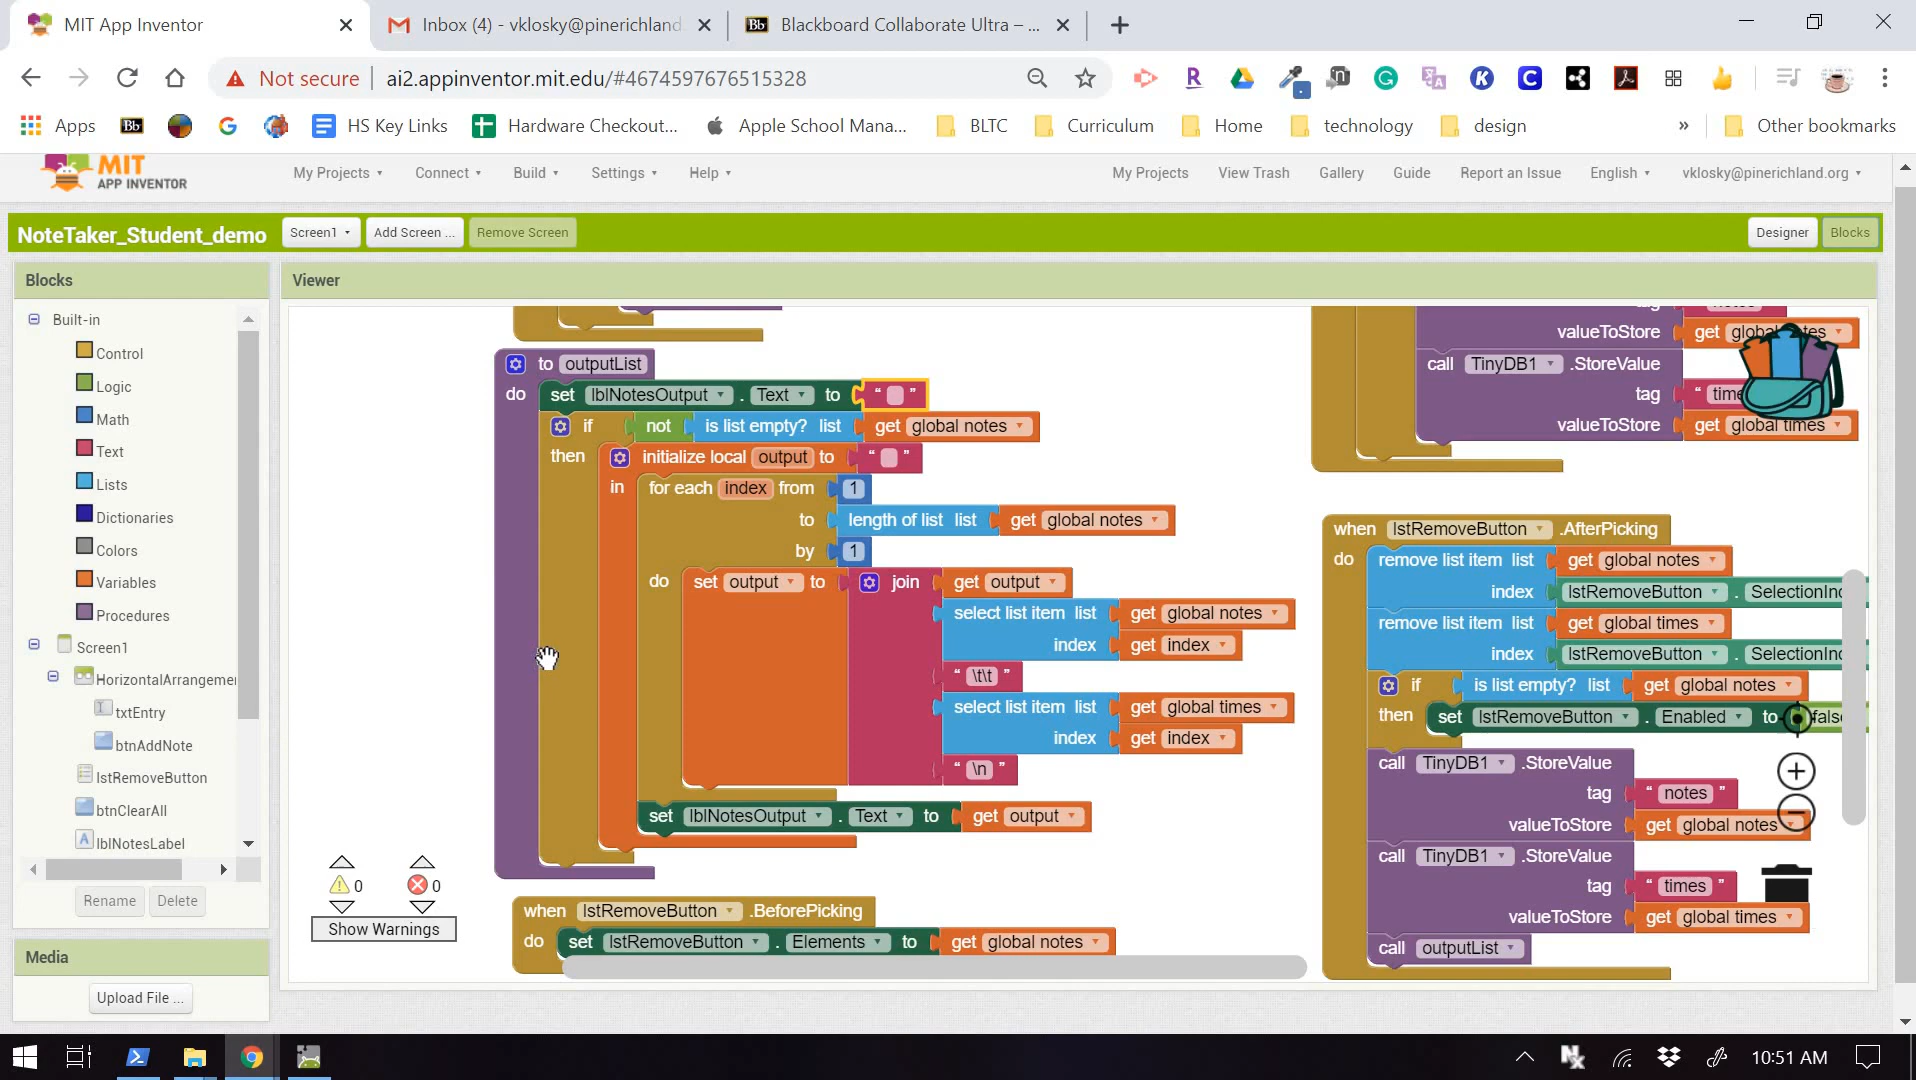 MIT App Inventor
Inbox (4) - vklosky@pinerichland
Blackboard Collaborate Ultra – ...
Not secure
ai2.appinventor.mit.edu/#4674597676515328
Apps
Bb
HS Key Links
Hardware Checkout...
Apple School Mana...
BLTC
Curriculum
Home
technology
design
»
Other bookmarks
MIT
APP INVENTOR
My Projects
Connect
Build
Settings
Help
My Projects
View Trash
Gallery
Guide
Report an Issue
English
vklosky@pinerichland.org
NoteTaker_Student_demo
Screen1
Add Screen ...
Remove Screen
Designer
Blocks
Blocks
Viewer
Built-in
Control
Logic
Math
Text
Lists
Dictionaries
Colors
Variables
Procedures
Screen1
HorizontalArrangemer
txtEntry
btnAddNote
lstRemoveButton
btnClearAll
lblNotesLabel
Rename
Delete
Media
Upload File ...
to outputList
do set lblNotesOutput . Text to “ ”
if not is list empty? list get global notes
then initialize local output to “ ”
in for each index from 1
to length of list list get global notes
by 1
do set output to join get output
select list item list get global notes
index get index
“ \t\t ”
select list item list get global times
index get index
“ \n ”
set lblNotesOutput . Text to get output
0
0
Show Warnings
when lstRemoveButton .BeforePicking
do set lstRemoveButton . Elements to get global notes
valueToStore get global notes
call TinyDB1 .StoreValue
tag “ time
valueToStore get global times
when lstRemoveButton .AfterPicking
do remove list item list get global notes
index lstRemoveButton . SelectionInd
remove list item list get global times
index lstRemoveButton . SelectionInd
if is list empty? list get global notes
then set lstRemoveButton . Enabled to false
call TinyDB1 .StoreValue
tag “ notes ”
valueToStore get global notes
call TinyDB1 .StoreValue
tag “ times ”
valueToStore get global times
call outputList
10:51 AM